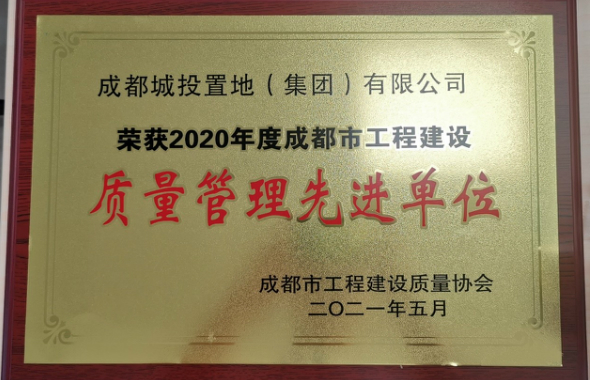 成都城投置地（集团）有限公司
荣获2020年度成都市工程建设
质量管理先进单位
成都市工程建设质量协会
二〇二一年五月